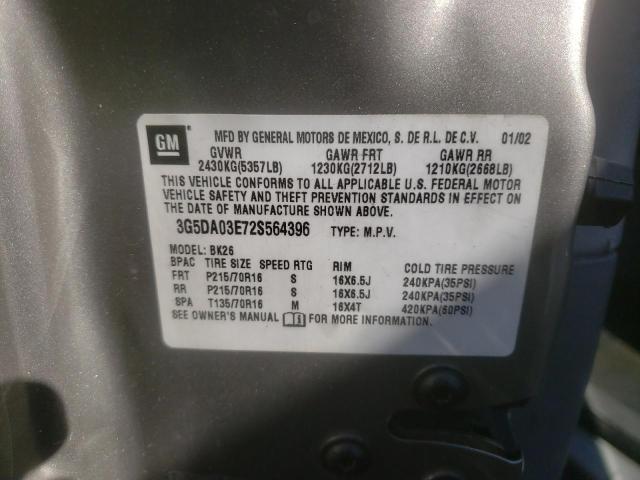 GM
MFD BY GENERAL MOTORS DE MEXICO, S. DE R.L. DE C.V. 01/02
GVWR GAWR FRT GAWR RR
2430KG(5357LB) 1230KG(2712LB) 1210KG(2668LB)
THIS VEHICLE CONFORMS TO ALL APPLICABLE U.S. FEDERAL MOTOR
VEHICLE SAFETY AND THEFT PREVENTION STANDARDS IN EFFECT ON
THE DATE OF MANUFACTURE SHOWN ABOVE.
3G5DA03E72S564396 TYPE: M.P.V.
MODEL: BK26
BPAC TIRE SIZE SPEED RTG RIM COLD TIRE PRESSURE
FRT P215/70R16 S 16X6.5J 240KPA(35PSI)
RR P215/70R16 S 16X6.5J 240KPA(35PSI)
SPA T135/70R16 M 16X4T 420KPA(60PSI)
SEE OWNER'S MANUAL FOR MORE INFORMATION.